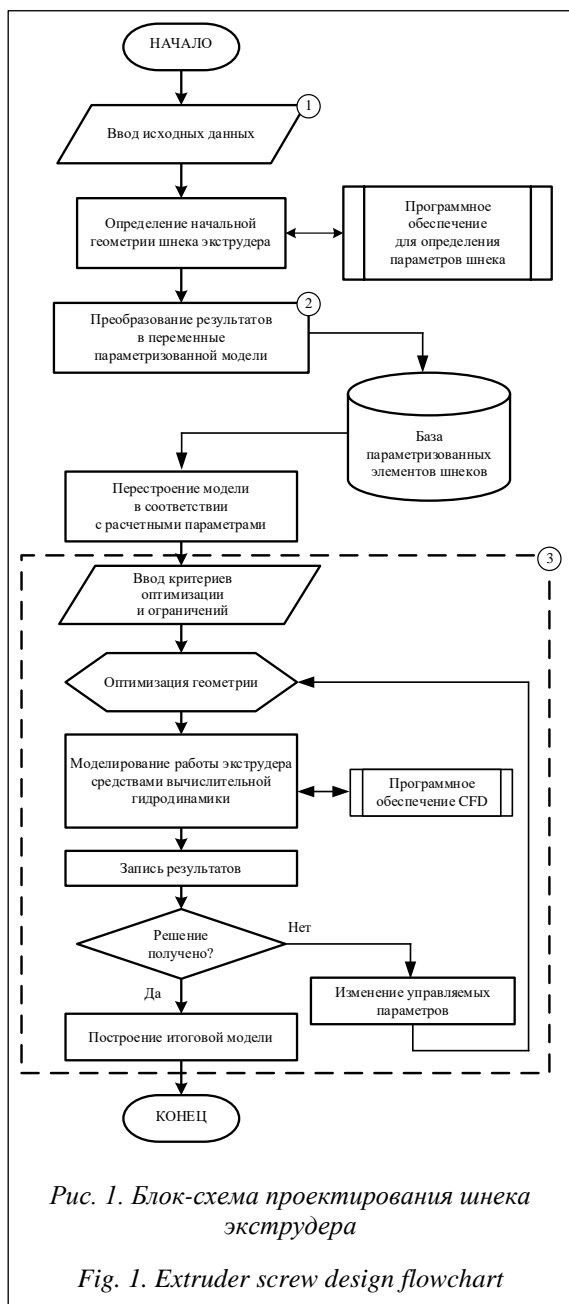 НАЧАЛО
1
Ввод исходных данных
Определение начальной
геометрии шнека экструдера
Программное
обеспечение
для определения
параметров шнека
2
Преобразование результатов
в переменные
параметризованной модели
База
параметризованных
элементов шнеков
Перестроение модели
в соответствии
с расчетными параметрами
3
Ввод критериев
оптимизации
и ограничений
Оптимизация геометрии
Моделирование работы экструдера
средствами вычислительной
гидродинамики
Программное
обеспечение CFD
Запись результатов
Решение
получено?
Нет
Да
Изменение управляемых
параметров
Построение итоговой модели
КОНЕЦ
Рис. 1. Блок-схема проектирования шнека
экструдера
Fig. 1. Extruder screw design flowchart